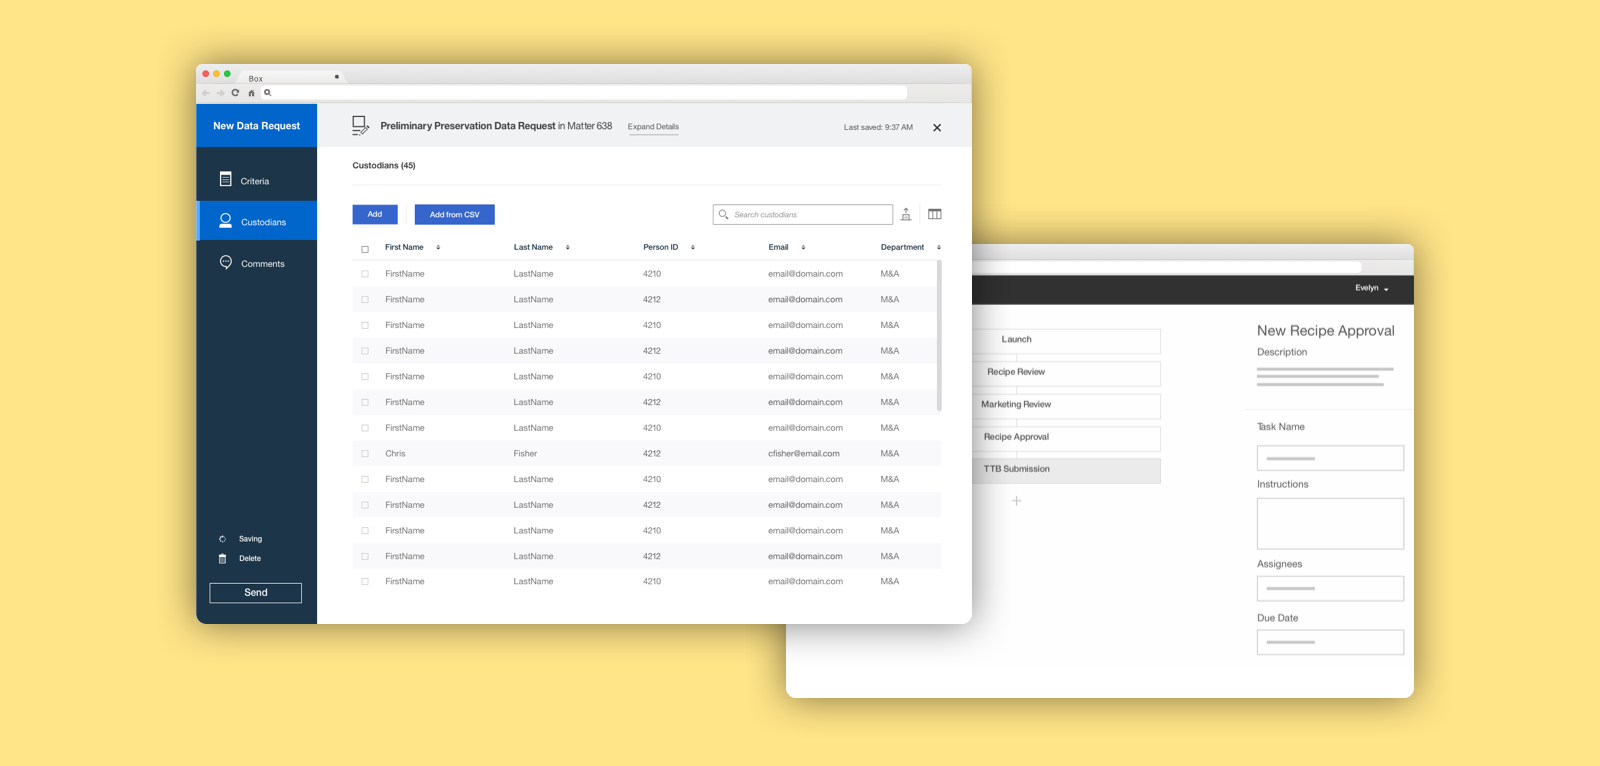 Box
New Data Request
Preliminary Preservation Data Request in Matter 638
Expand Details
Last saved: 9:37 AM
Criteria
Custodians
Comments
Saving
Delete
Send
Custodians (45)
Add
Add from CSV
Search custodians
First Name Last Name Person ID Email Department
FirstName LastName 4210 email@domain.com M&A
FirstName LastName 4212 email@domain.com M&A
FirstName LastName 4210 email@domain.com M&A
FirstName LastName 4212 email@domain.com M&A
FirstName LastName 4210 email@domain.com M&A
FirstName LastName 4212 email@domain.com M&A
FirstName LastName 4210 email@domain.com M&A
Chris Fisher 4212 cfisher@email.com M&A
FirstName LastName 4210 email@domain.com M&A
FirstName LastName 4212 email@domain.com M&A
FirstName LastName 4210 email@domain.com M&A
FirstName LastName 4212 email@domain.com M&A
FirstName LastName 4210 email@domain.com M&A
Evelyn
Launch
Recipe Review
Marketing Review
Recipe Approval
TTB Submission
New Recipe Approval
Description
Task Name
Instructions
Assignees
Due Date